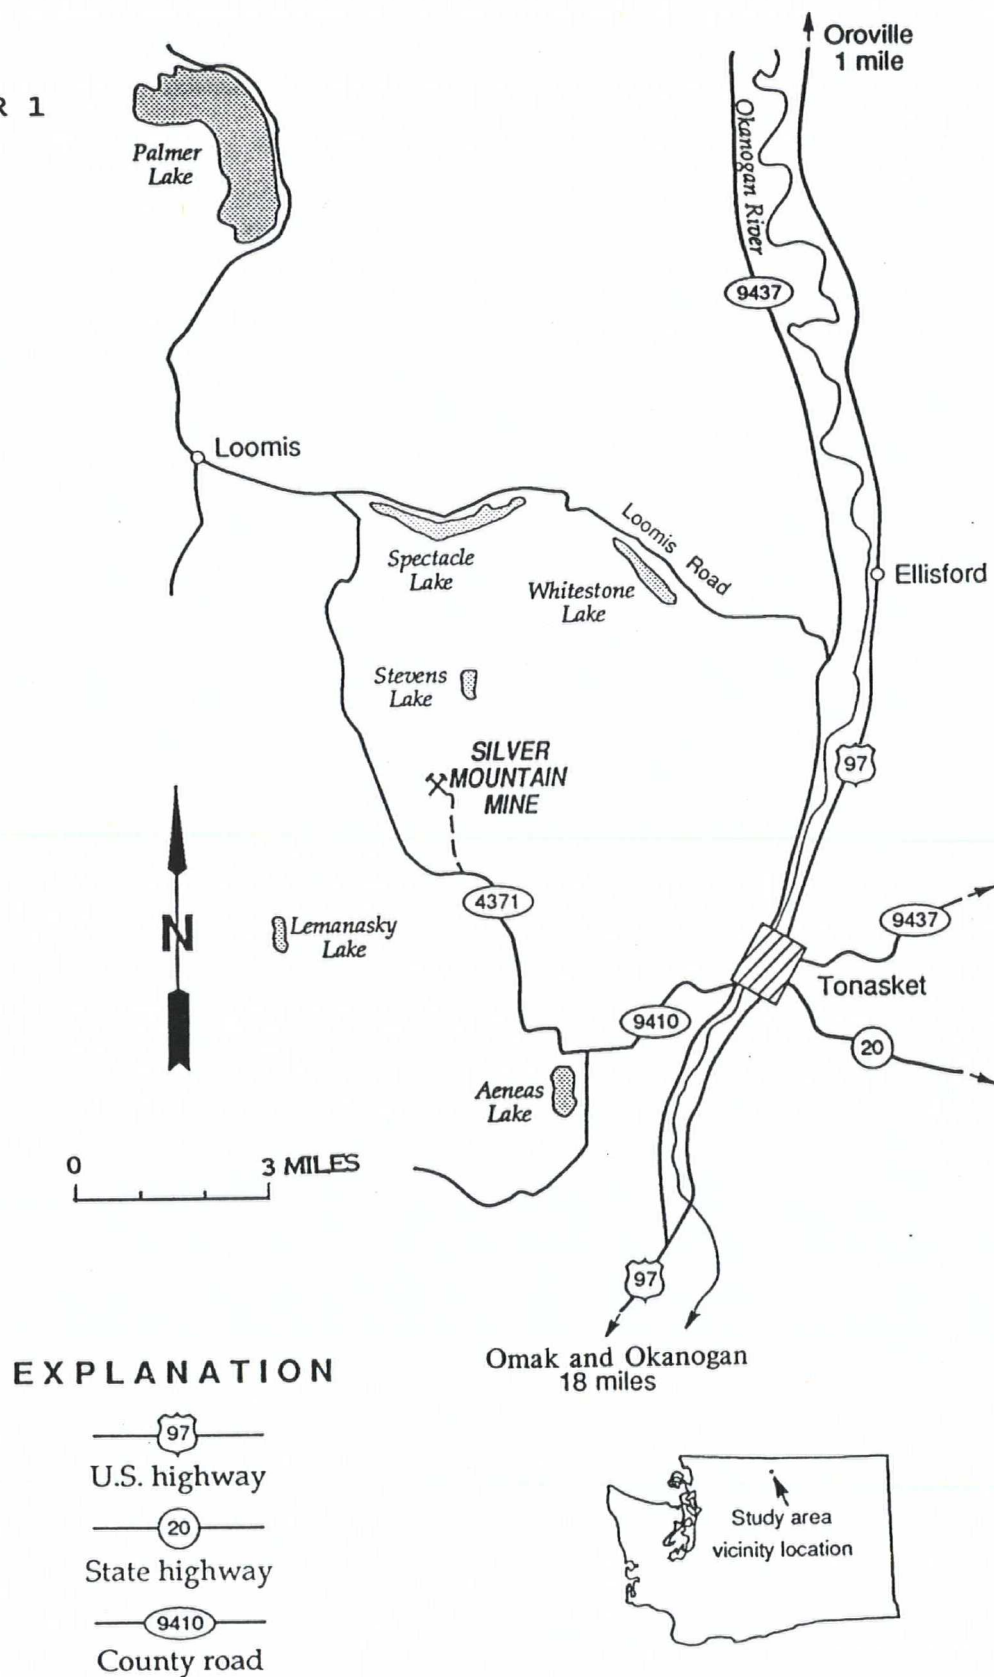 R 1
Oroville
1 mile
Palmer
Lake
Okanogan River
9437
Loomis
Loomis Road
Spectacle
Lake
Whitestone
Lake
Ellisford
Stevens
Lake
SILVER
MOUNTAIN
MINE
97
4371
N
Lemanasky
Lake
9437
Tonasket
9410
20
Aeneas
Lake
0 3 MILES
97
Omak and Okanogan
18 miles
EXPLANATION
97
U.S. highway
20
State highway
9410
County road
Study area
vicinity location